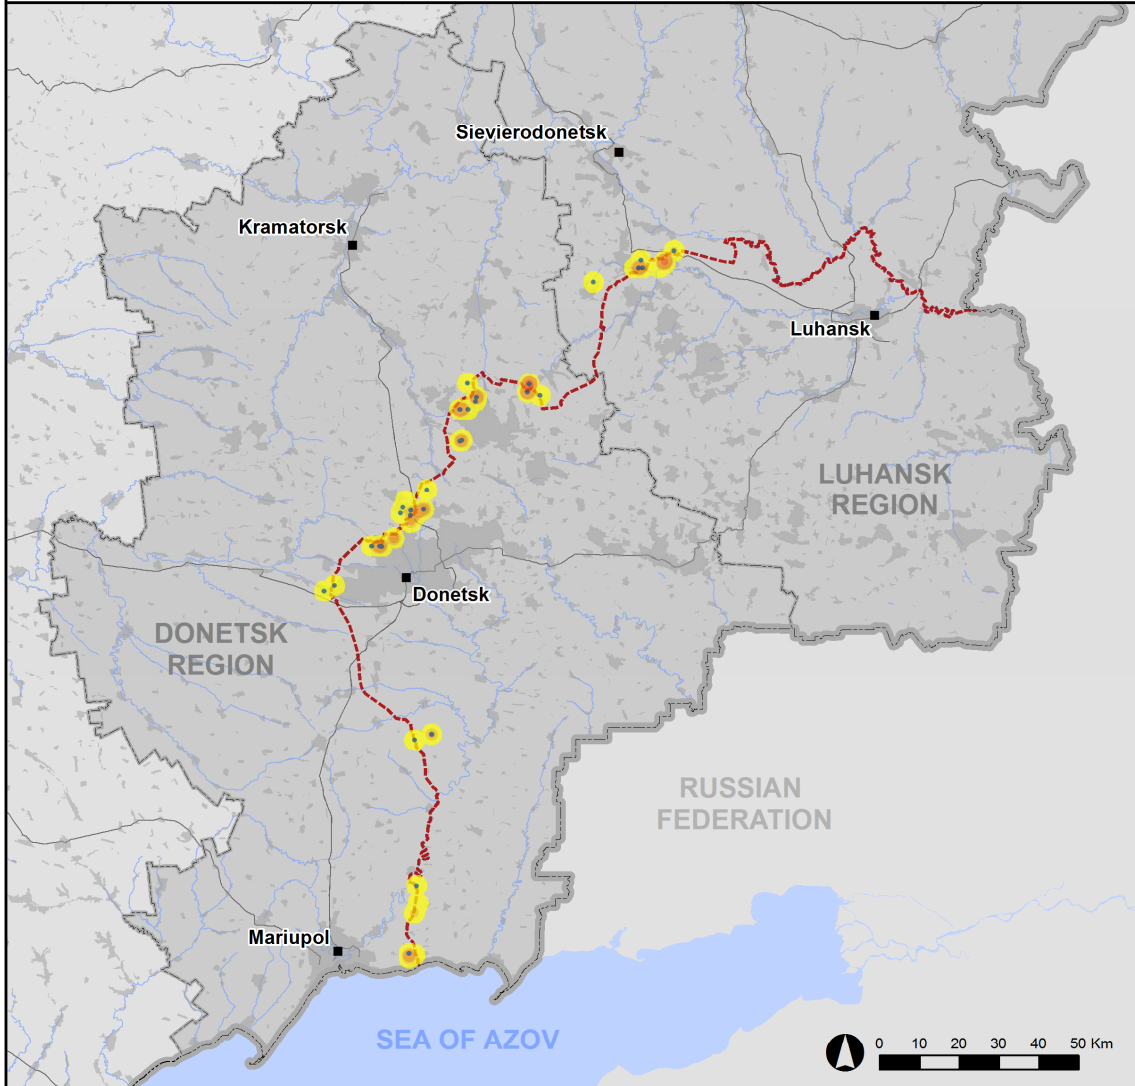 Sievierodonetsk
Kramatorsk
Luhansk
LUHANSK
REGION
Donetsk
DONETSK
REGION
RUSSIAN
FEDERATION
Mariupol
SEA OF AZOV
0 10 20 30 40 50 Km